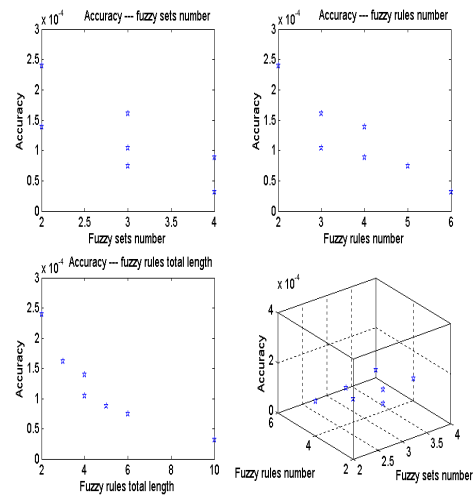 x 10^-4 Accuracy --- fuzzy sets number
3
2.5
2
1.5
1
0.5
0
2 2.5 3 3.5 4
Accuracy
Fuzzy sets number
x 10^-4 Accuracy --- fuzzy rules number
3
2.5
2
1.5
1
0.5
0
2 3 4 5 6
Accuracy
Fuzzy rules number
x 10^-4 Accuracy --- fuzzy rules total length
3
2.5
2
1.5
1
0.5
0
2 4 6 8 10
Accuracy
Fuzzy rules total length
x 10^-4
4
2
0
Accuracy
6
4
2
Fuzzy rules number
2
2.5
3
3.5
4
Fuzzy sets number